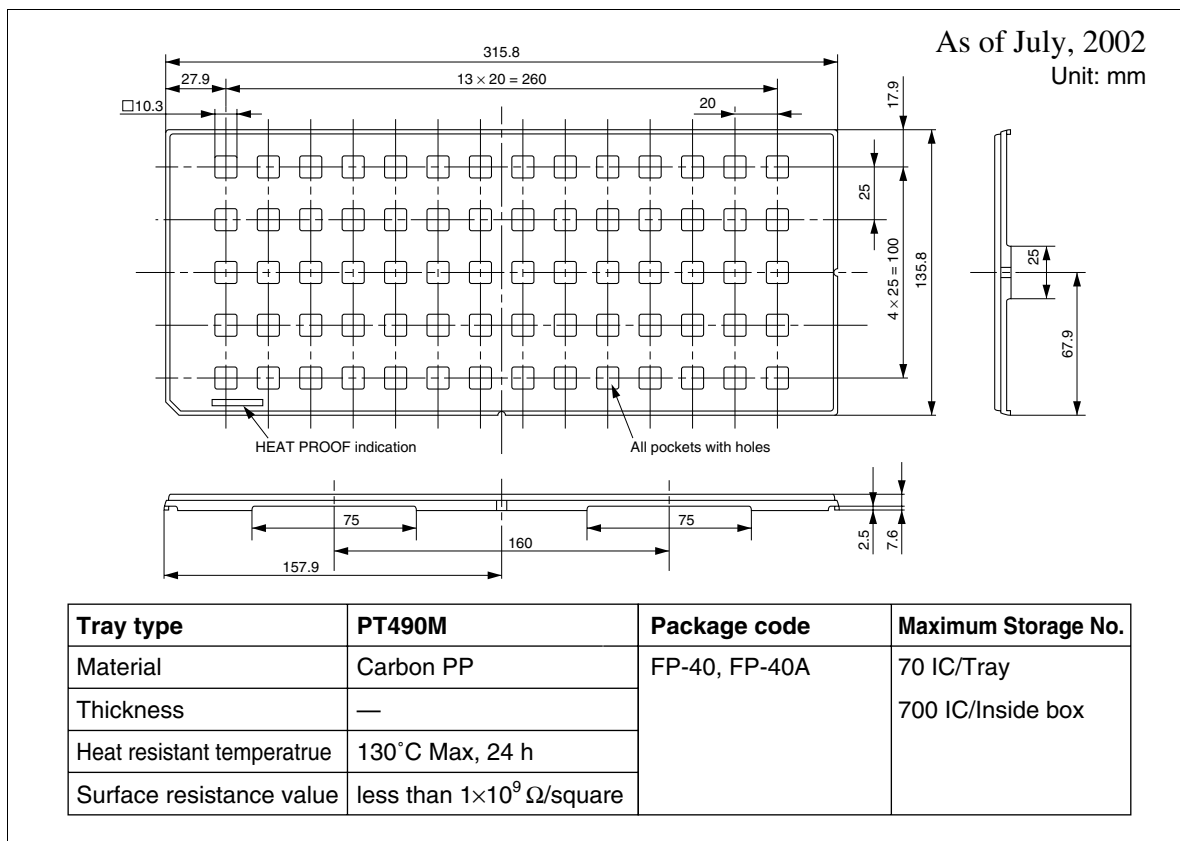 As of July, 2002
Unit: mm
315.8
27.9
13 × 20 = 260
17.9
□10.3
20
25
4 × 25 = 100
135.8
25
67.9
HEAT PROOF indication
All pockets with holes
75
75
160
157.9
2.5
7.6
Tray type PT490M Package code Maximum Storage No.
Material Carbon PP FP-40, FP-40A 70 IC/Tray
Thickness — 700 IC/Inside box
Heat resistant temperatrue 130˚C Max, 24 h
Surface resistance value less than 1×10⁹ Ω/square